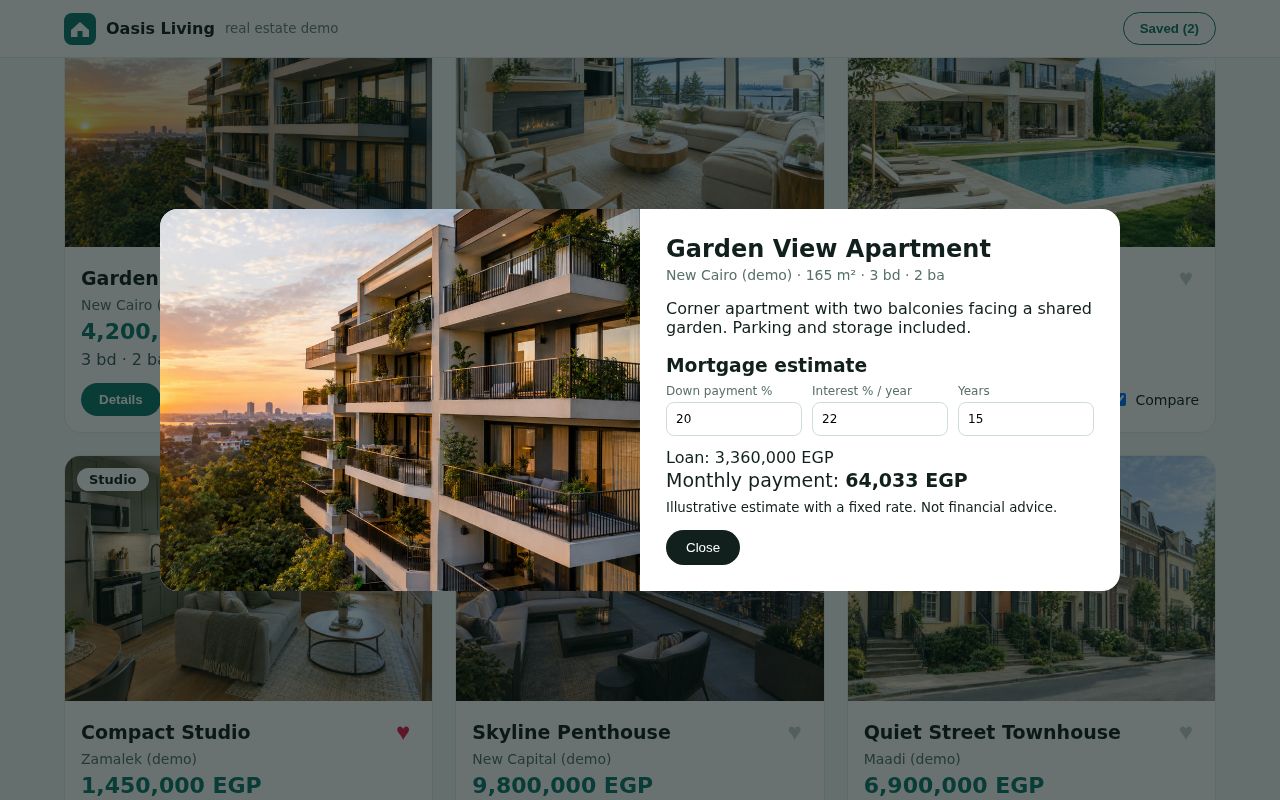 Oasis Living real estate demo
Saved (2)
Garden
New Cairo (
4,200,
3 bd · 2 ba
Details
Compare
Garden View Apartment
New Cairo (demo) · 165 m² · 3 bd · 2 ba
Corner apartment with two balconies facing a shared
garden. Parking and storage included.
Mortgage estimate
Down payment % Interest % / year Years
20 22 15
Loan: 3,360,000 EGP
Monthly payment: 64,033 EGP
Illustrative estimate with a fixed rate. Not financial advice.
Close
Studio
Compact Studio
Zamalek (demo)
1,450,000 EGP
Skyline Penthouse
New Capital (demo)
9,800,000 EGP
Quiet Street Townhouse
Maadi (demo)
6,900,000 EGP